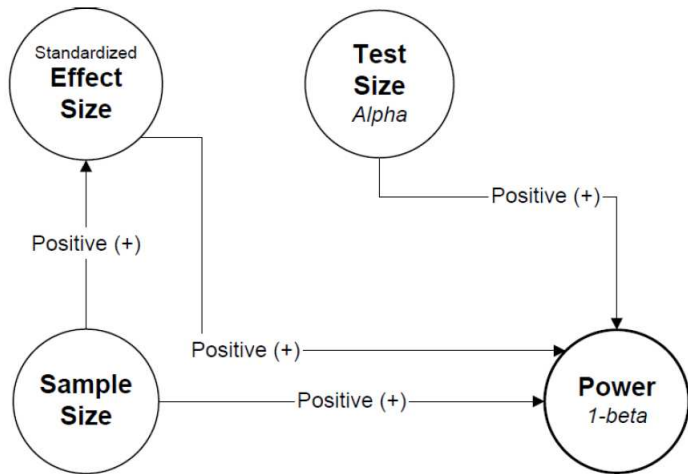 Standardized
Effect
Size
Test
Size
Alpha
Positive (+)
Positive (+)
Positive (+)
Sample
Size
Positive (+)
Power
1-beta